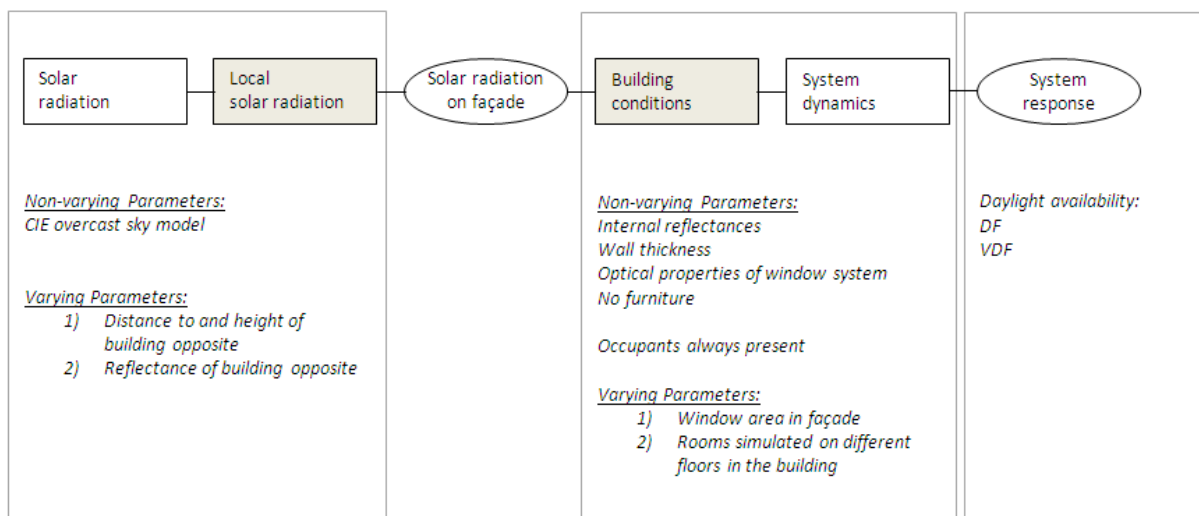 Solar
radiation
Local
solar radiation
Solar radiation
on façade
Building
conditions
System
dynamics
System
response
Non-varying Parameters:
CIE overcast sky model
Varying Parameters:
1) Distance to and height of
building opposite
2) Reflectance of building opposite
Non-varying Parameters:
Internal reflectances
Wall thickness
Optical properties of window system
No furniture
Occupants always present
Varying Parameters:
1) Window area in façade
2) Rooms simulated on different
floors in the building
Daylight availability:
DF
VDF